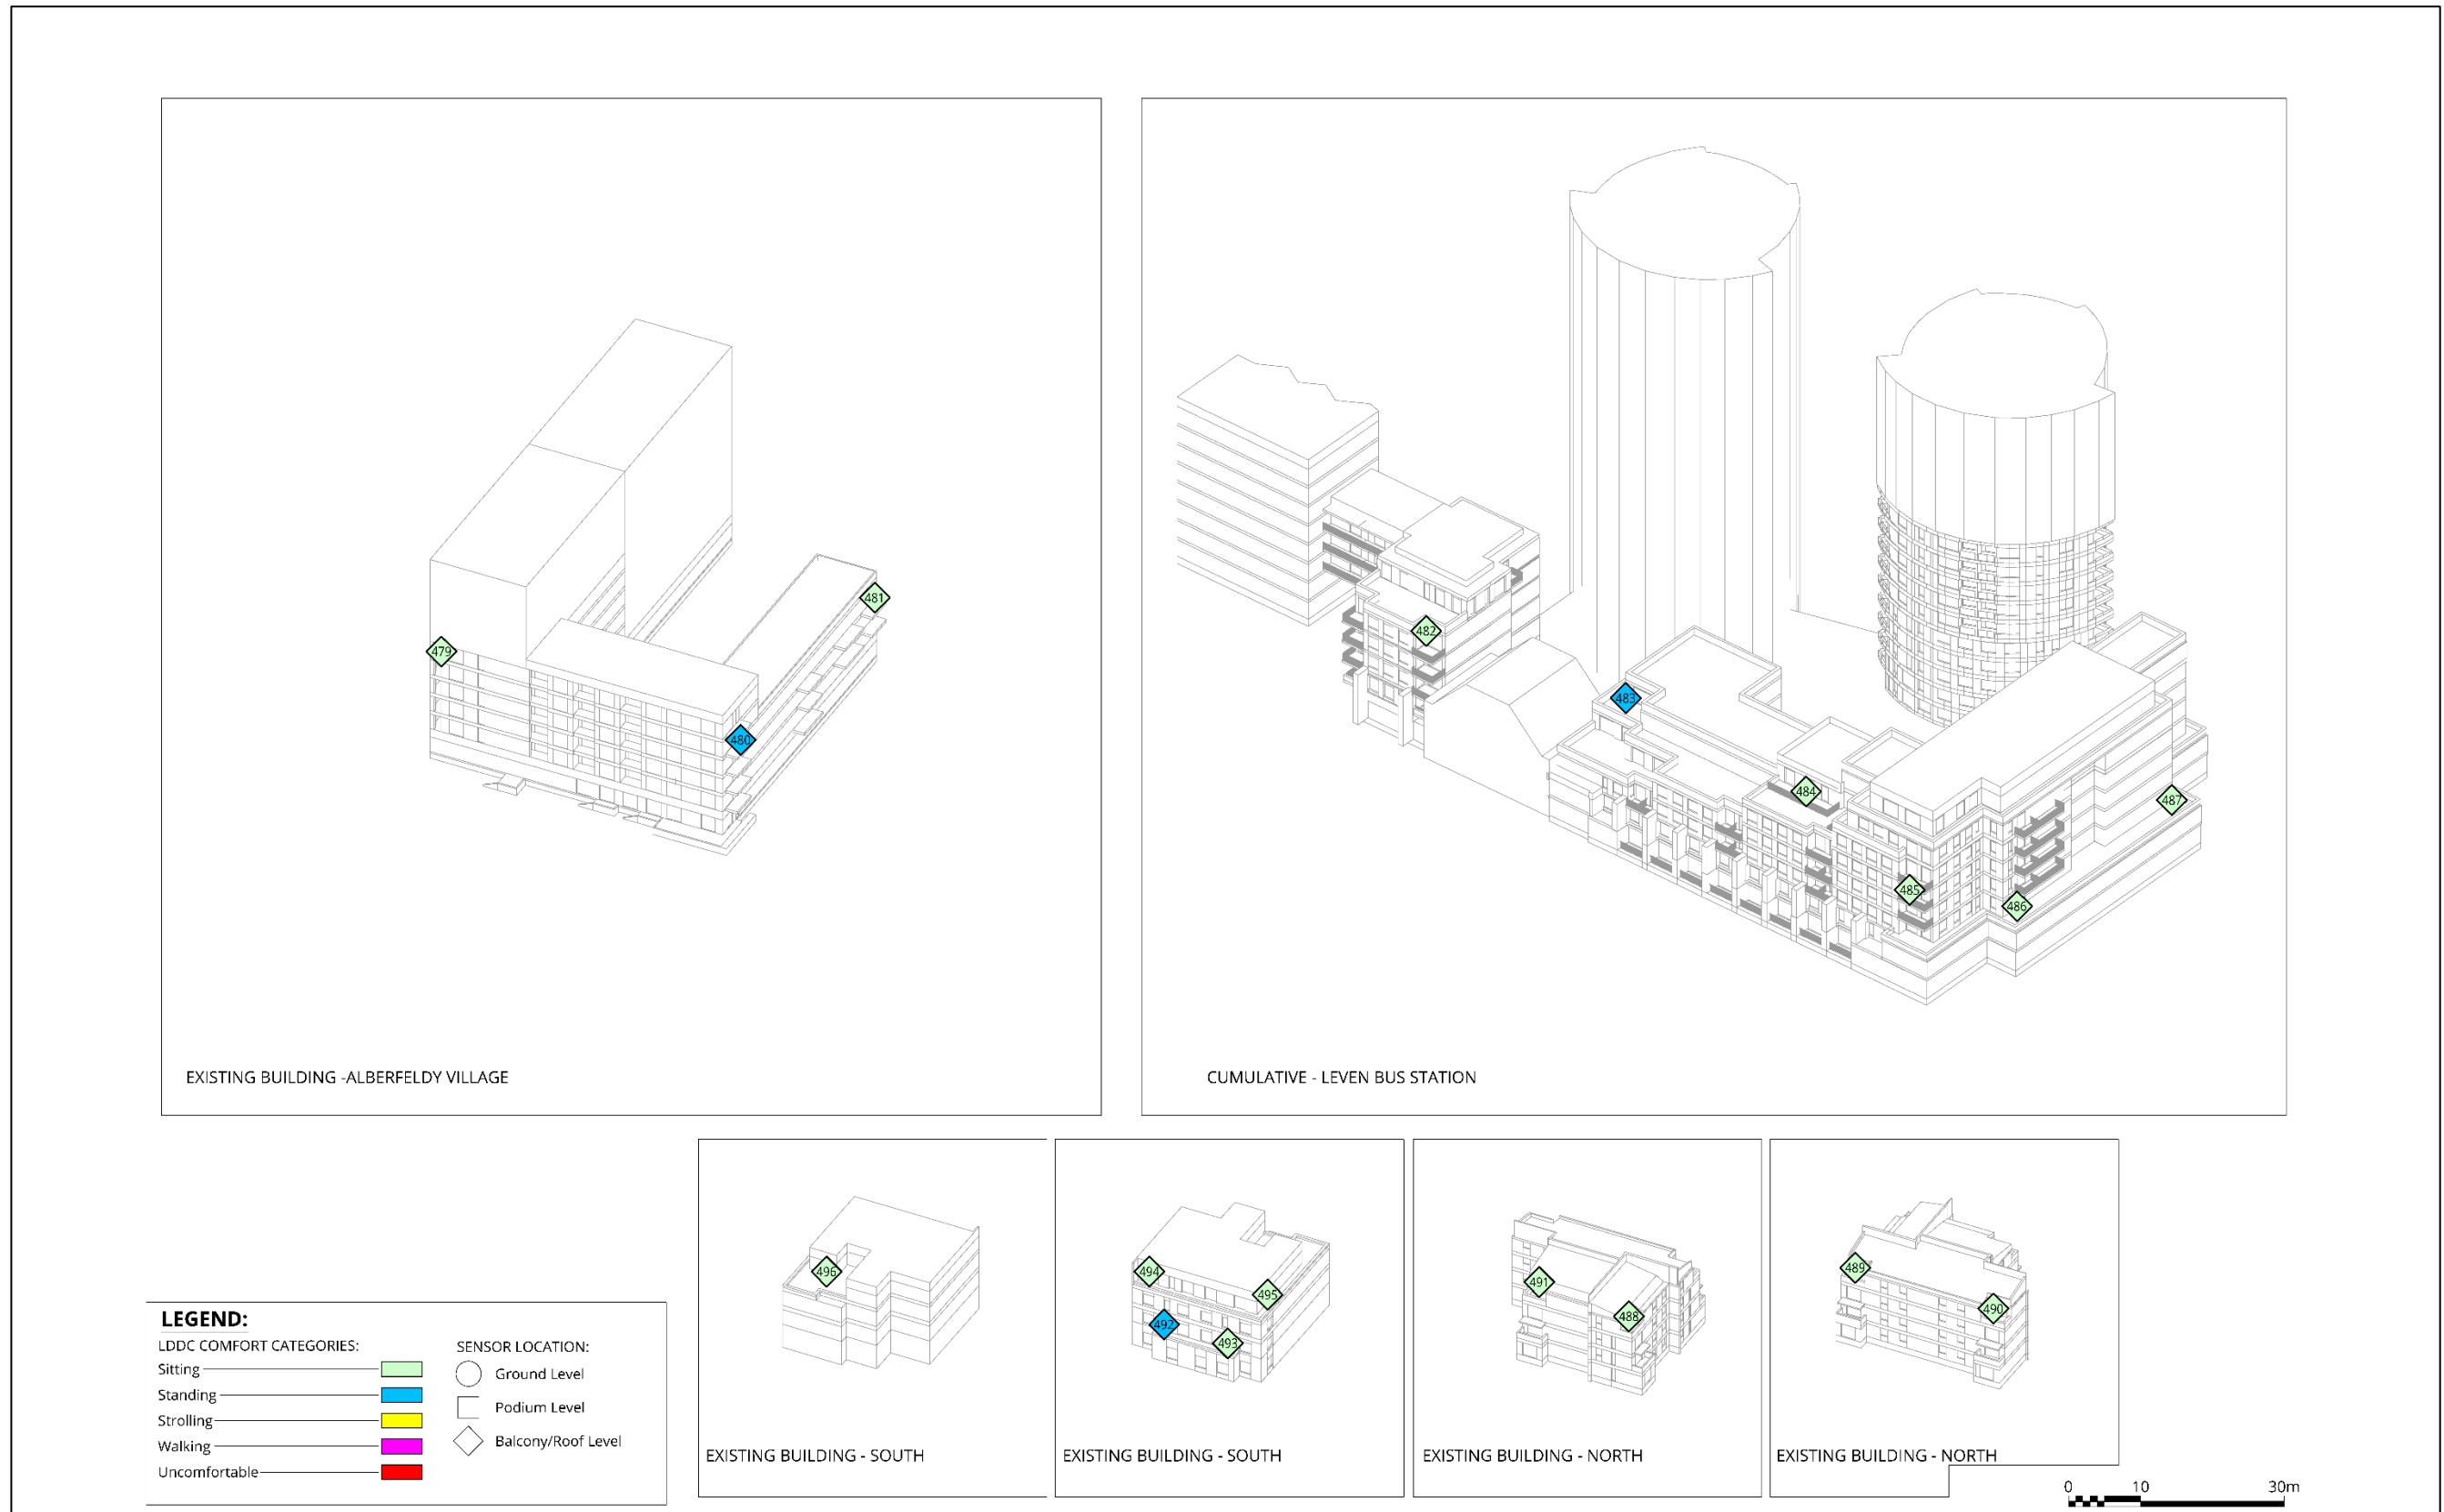 481
479
480
EXISTING BUILDING -ALBERFELDY VILLAGE
482
483
484
487
485
486
CUMULATIVE - LEVEN BUS STATION
496
EXISTING BUILDING - SOUTH
494
495
492
493
EXISTING BUILDING - SOUTH
491
488
EXISTING BUILDING - NORTH
489
490
EXISTING BUILDING - NORTH
LEGEND:
LDDC COMFORT CATEGORIES:
Sitting
Standing
Strolling
Walking
Uncomfortable
SENSOR LOCATION:
Ground Level
Podium Level
Balcony/Roof Level
0 10 30m